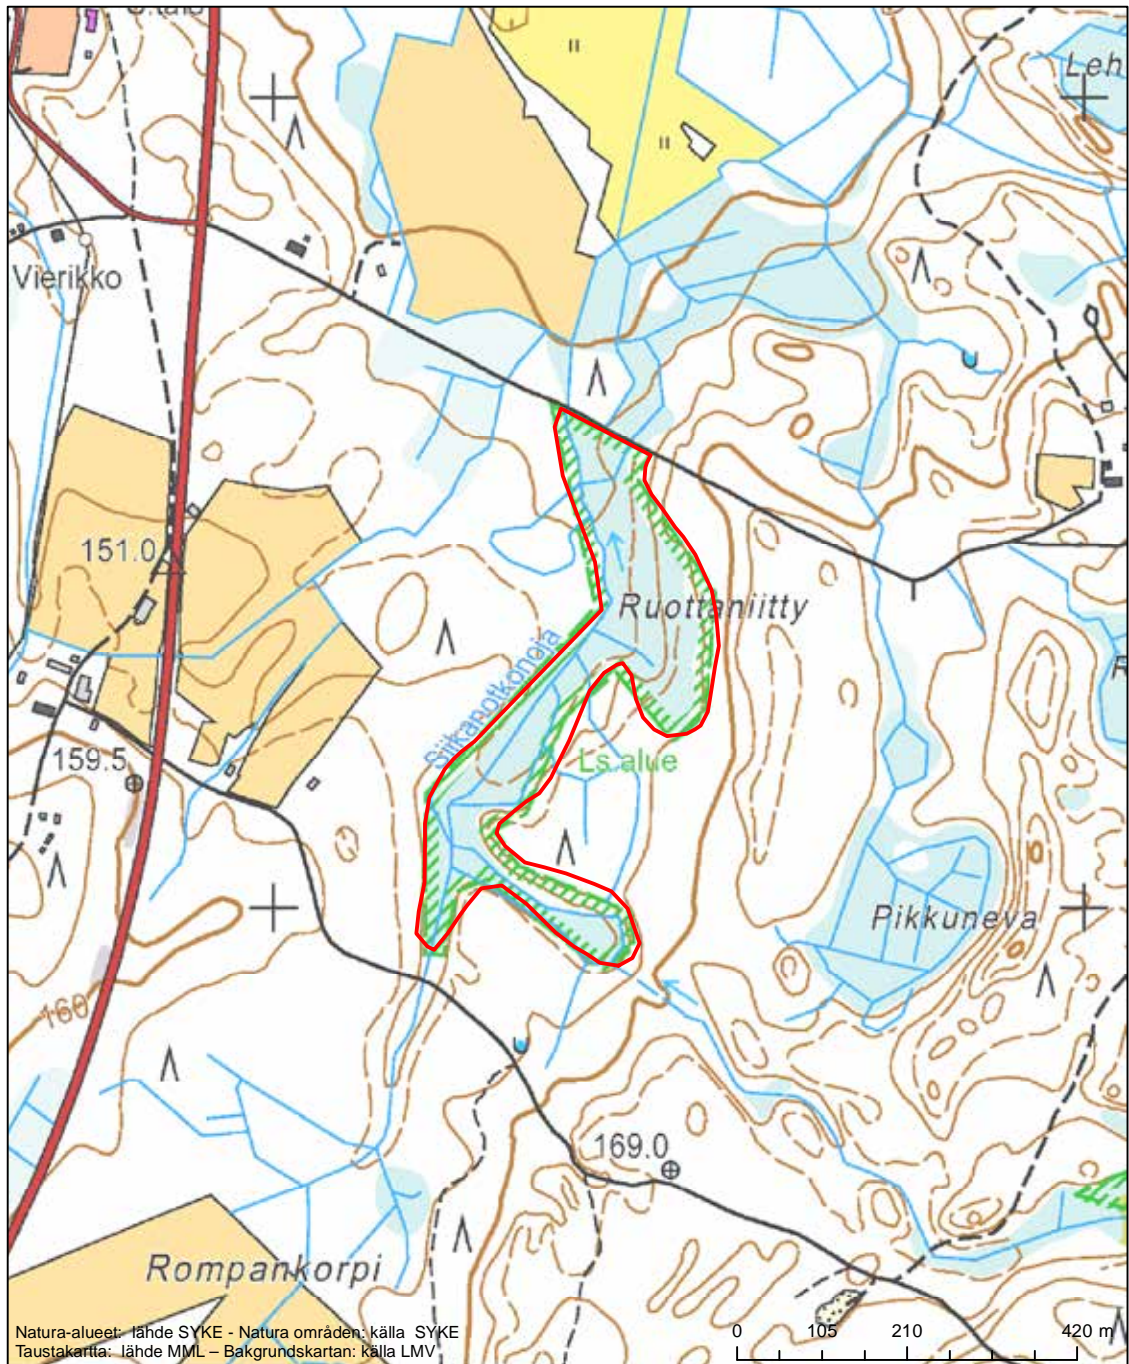 Leh
Vierikko
151.0
Ruottaniitty
Siikanotkonoja
Ls.alue
159.5
Pikkuneva
160
169.0
Rompankorpi
Natura-alueet: lähde SYKE - Natura områden: källa SYKE
Taustakartta: lähde MML – Bakgrundskartan: källa LMV
0 105 210 420 m